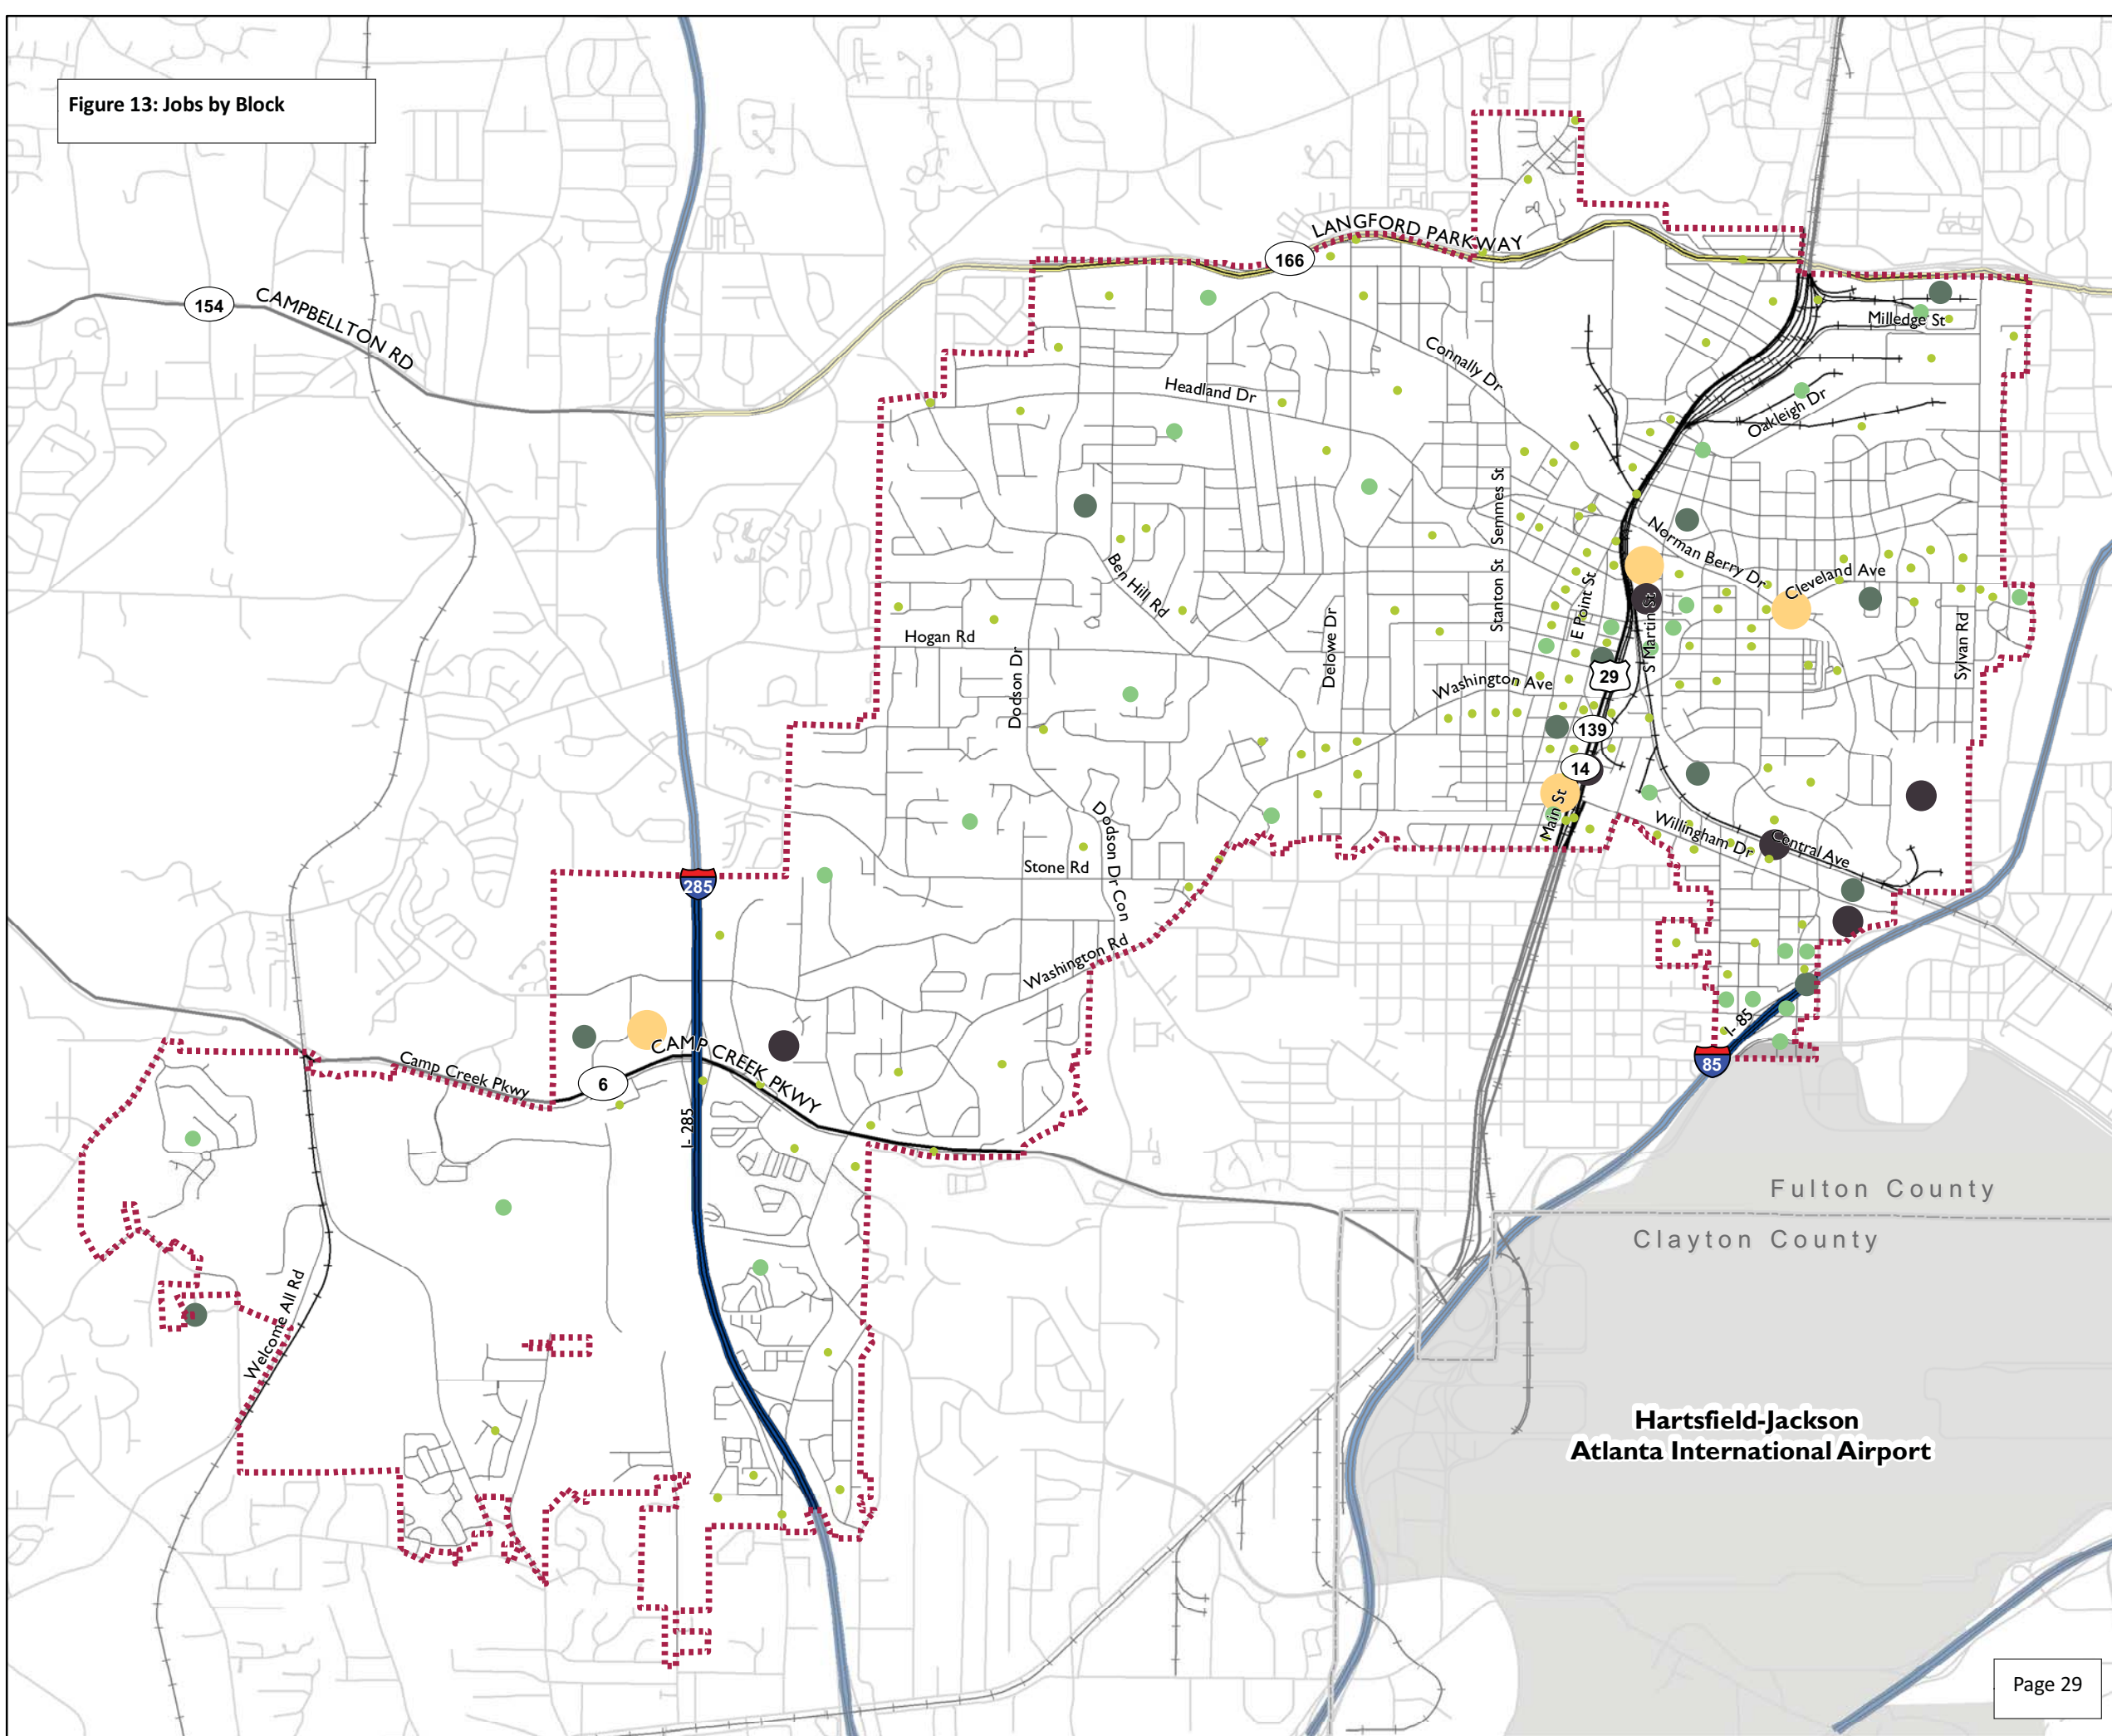 Figure 13: Jobs by Block
LANGFORD PARKWAY
166
154
CAMPBELLTON RD
Milledge St
Connally Dr
Headland Dr
Oakleigh Dr
Semmes St
Norman Berry Dr
Ben Hill Rd
Cleveland Ave
Stanton St
E Point St
S Martin St
Hogan Rd
Delowe Dr
Sylvan Rd
Dodson Dr
29
Washington Ave
139
14
Main St
Dodson Dr Con
Willingham Dr
Central Ave
Stone Rd
285
Washington Rd
I-85
CAMP CREEK PKWY
Camp Creek Pkwy
6
85
I-285
Fulton County
Clayton County
Welcome All Rd
Hartsfield-Jackson
Atlanta International Airport
Page 29